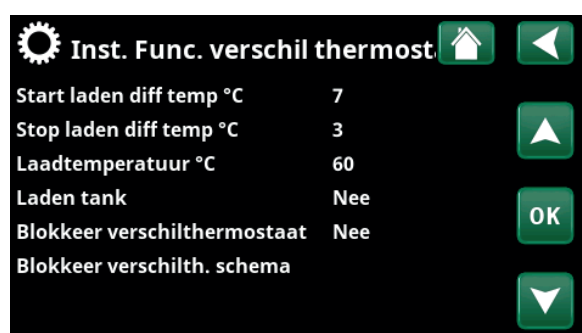 Inst. Func. verschil thermost
Start laden diff temp °C 7
Stop laden diff temp °C 3
Laadtemperatuur °C 60
Laden tank Nee
Blokkeer verschilthermostaat Nee
OK
Blokkeer verschilth. schema